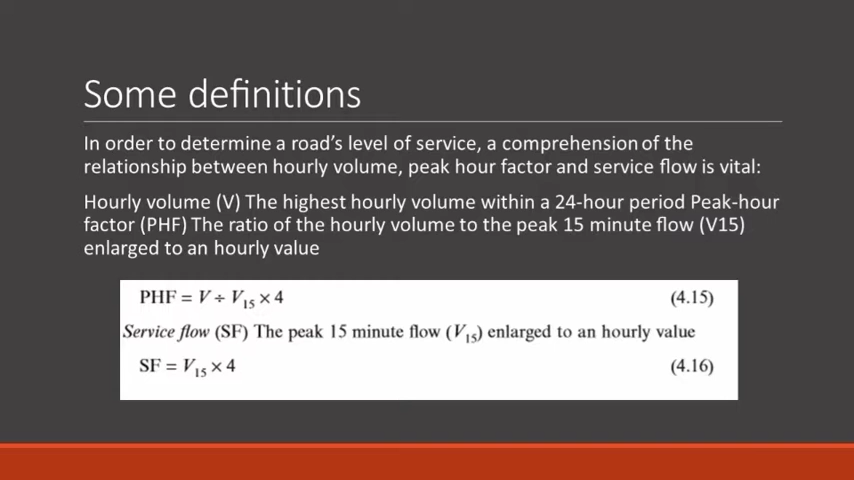 Some definitions
In order to determine a road's level of service, a comprehension of the
relationship between hourly volume, peak hour factor and service flow is vital:
Hourly volume (V) The highest hourly volume within a 24-hour period Peak-hour
factor (PHF) The ratio of the hourly volume to the peak 15 minute flow (V15)
enlarged to an hourly value
PHF = V ÷ V₁₅ × 4 (4.15)
Service flow (SF) The peak 15 minute flow (V₁₅) enlarged to an hourly value
SF = V₁₅ × 4 (4.16)